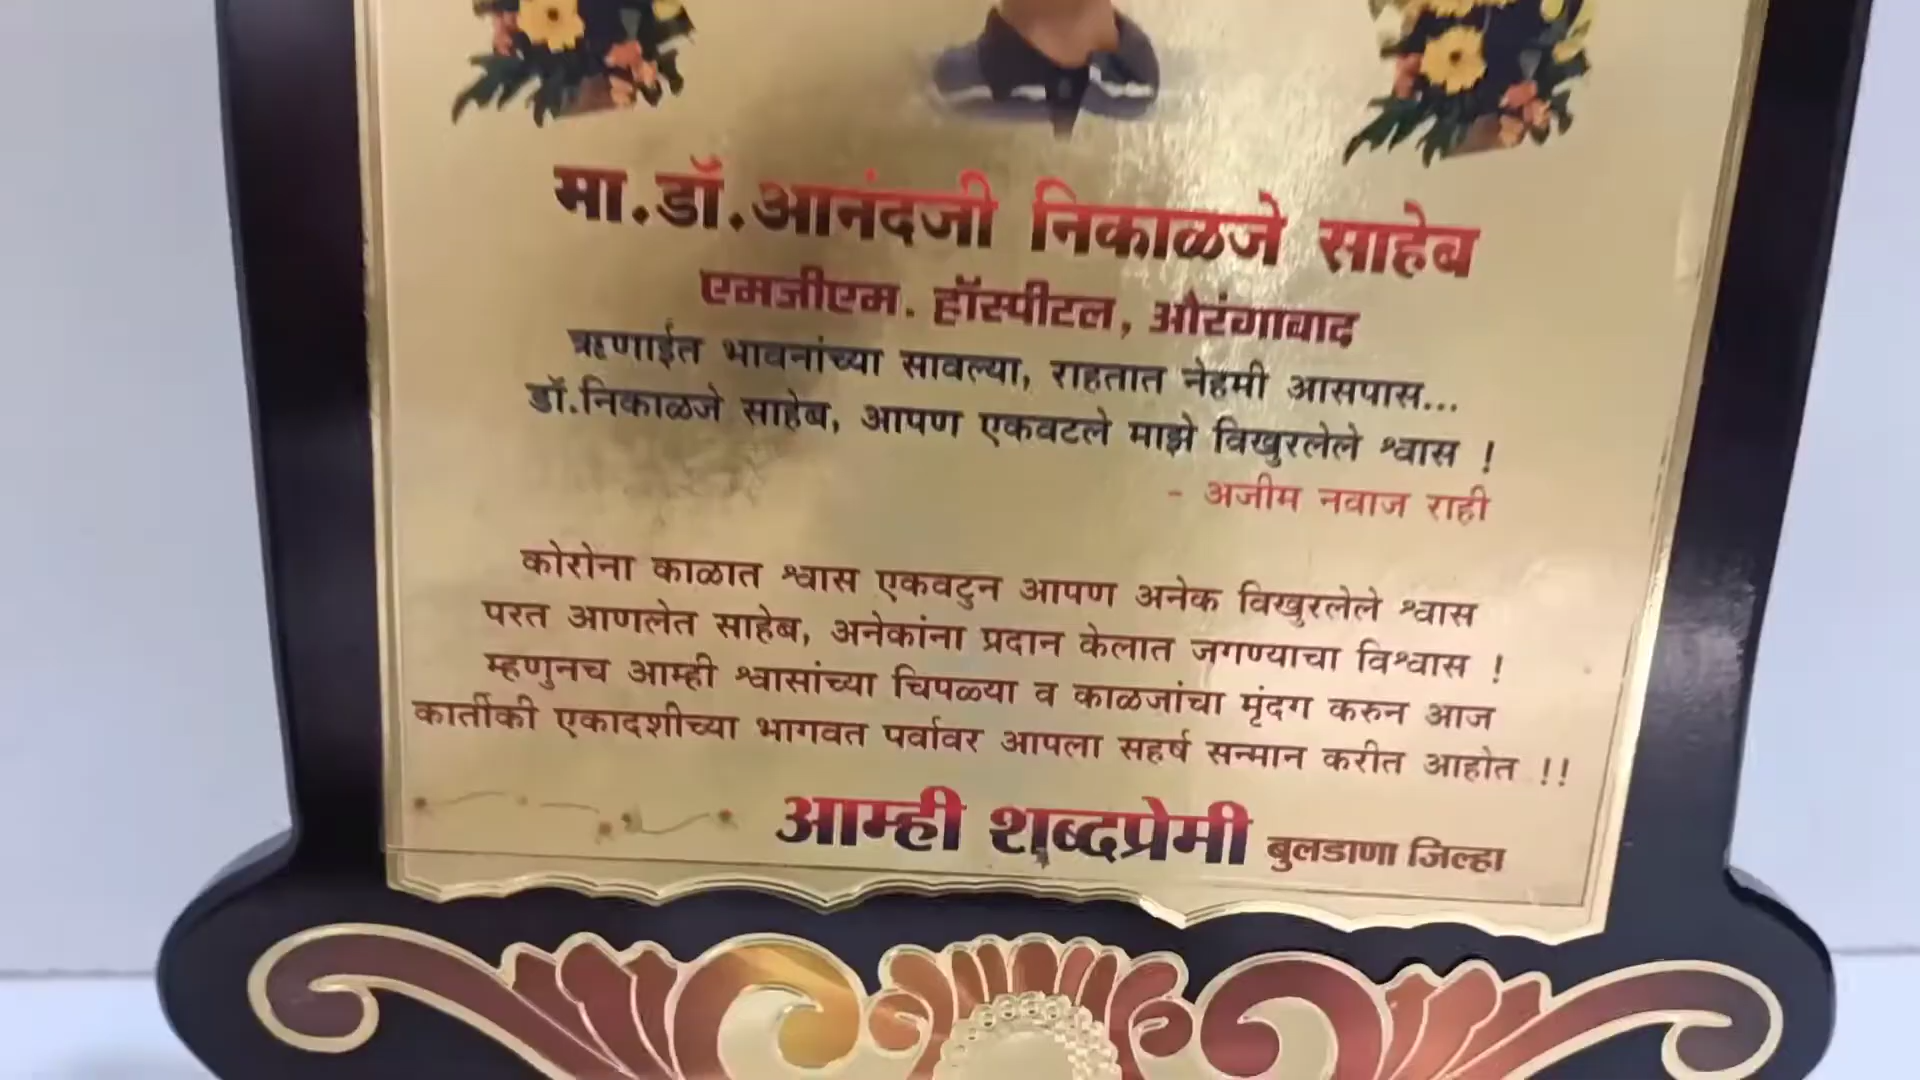 मा.डॉ.आनंदजी निकाळजे साहेब
एमजीएम. हॉस्पीटल, औरंगाबाद
ऋणाईत भावनांच्या सावल्या, राहतात नेहमी आसपास...
डॉ.निकाळजे साहेब, आपण एकवटले माझे विखुरलेले श्वास !
- अजीम नवाज राही
कोरोना काळात श्वास एकवटुन आपण अनेक विखुरलेले श्वास
परत आणलेत साहेब, अनेकांना प्रदान केलात जगण्याचा विश्वास !
म्हणुनच आम्ही श्वासांच्या चिपळ्या व काळजांचा मृंदग करुन आज
कार्तीकी एकादशीच्या भागवत पर्वावर आपला सहर्ष सन्मान करीत आहोत !!
आम्ही शब्दप्रेमी बुलडाणा जिल्हा